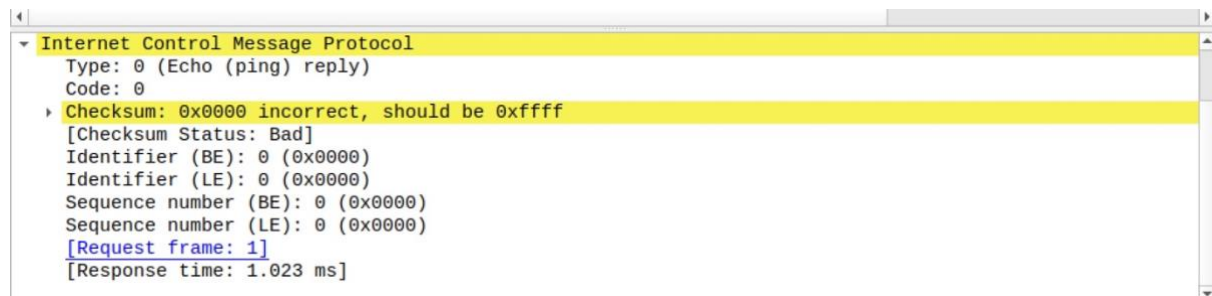 Internet Control Message Protocol
Type: 0 (Echo (ping) reply)
Code: 0
Checksum: 0x0000 incorrect, should be 0xffff
[Checksum Status: Bad]
Identifier (BE): 0 (0x0000)
Identifier (LE): 0 (0x0000)
Sequence number (BE): 0 (0x0000)
Sequence number (LE): 0 (0x0000)
[Request frame: 1]
[Response time: 1.023 ms]